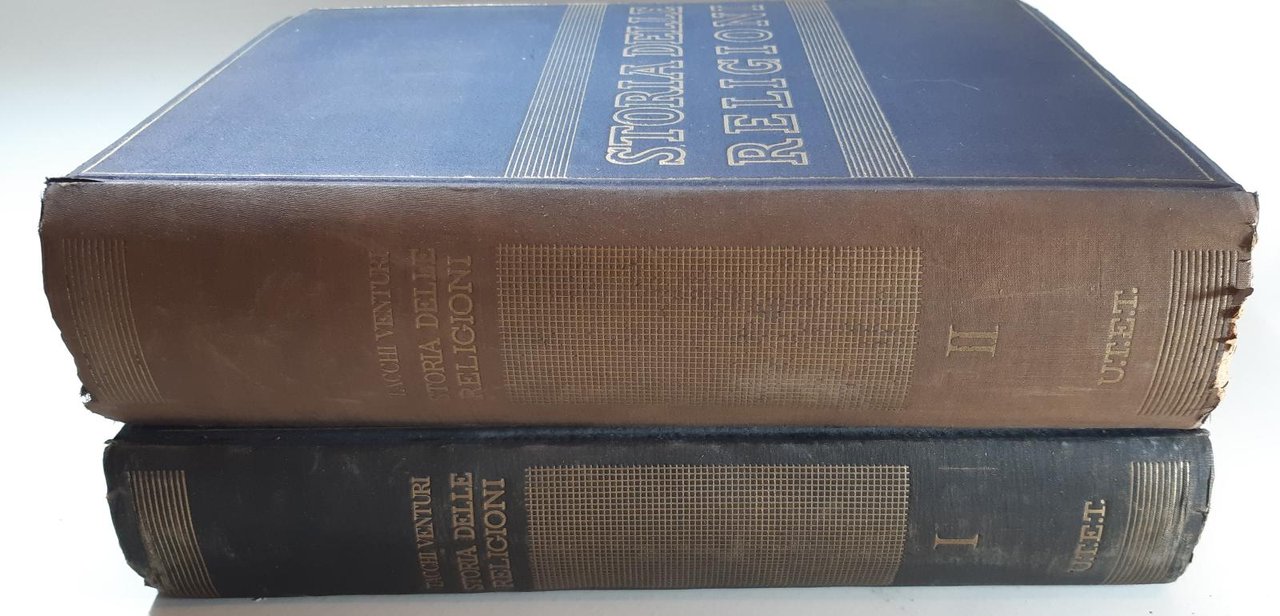 STORIA DELLE
RELIGIONI
TACCHI VENTURI
STORIA DELLE
RELIGIONI
II
U.T.E.T.
TACCHI VENTURI
STORIA DELLE
RELIGIONI
I
U.T.E.T.